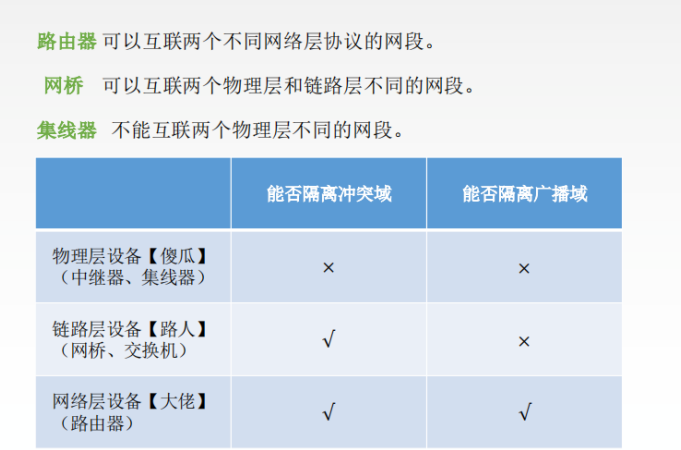 路由器 可以互联两个不同网络层协议的网段。
网桥 可以互联两个物理层和链路层不同的网段。
集线器 不能互联两个物理层不同的网段。
能否隔离冲突域 能否隔离广播域
物理层设备【傻瓜】
（中继器、集线器） × ×
链路层设备【路人】
（网桥、交换机） √ ×
网络层设备【大佬】
（路由器） √ √